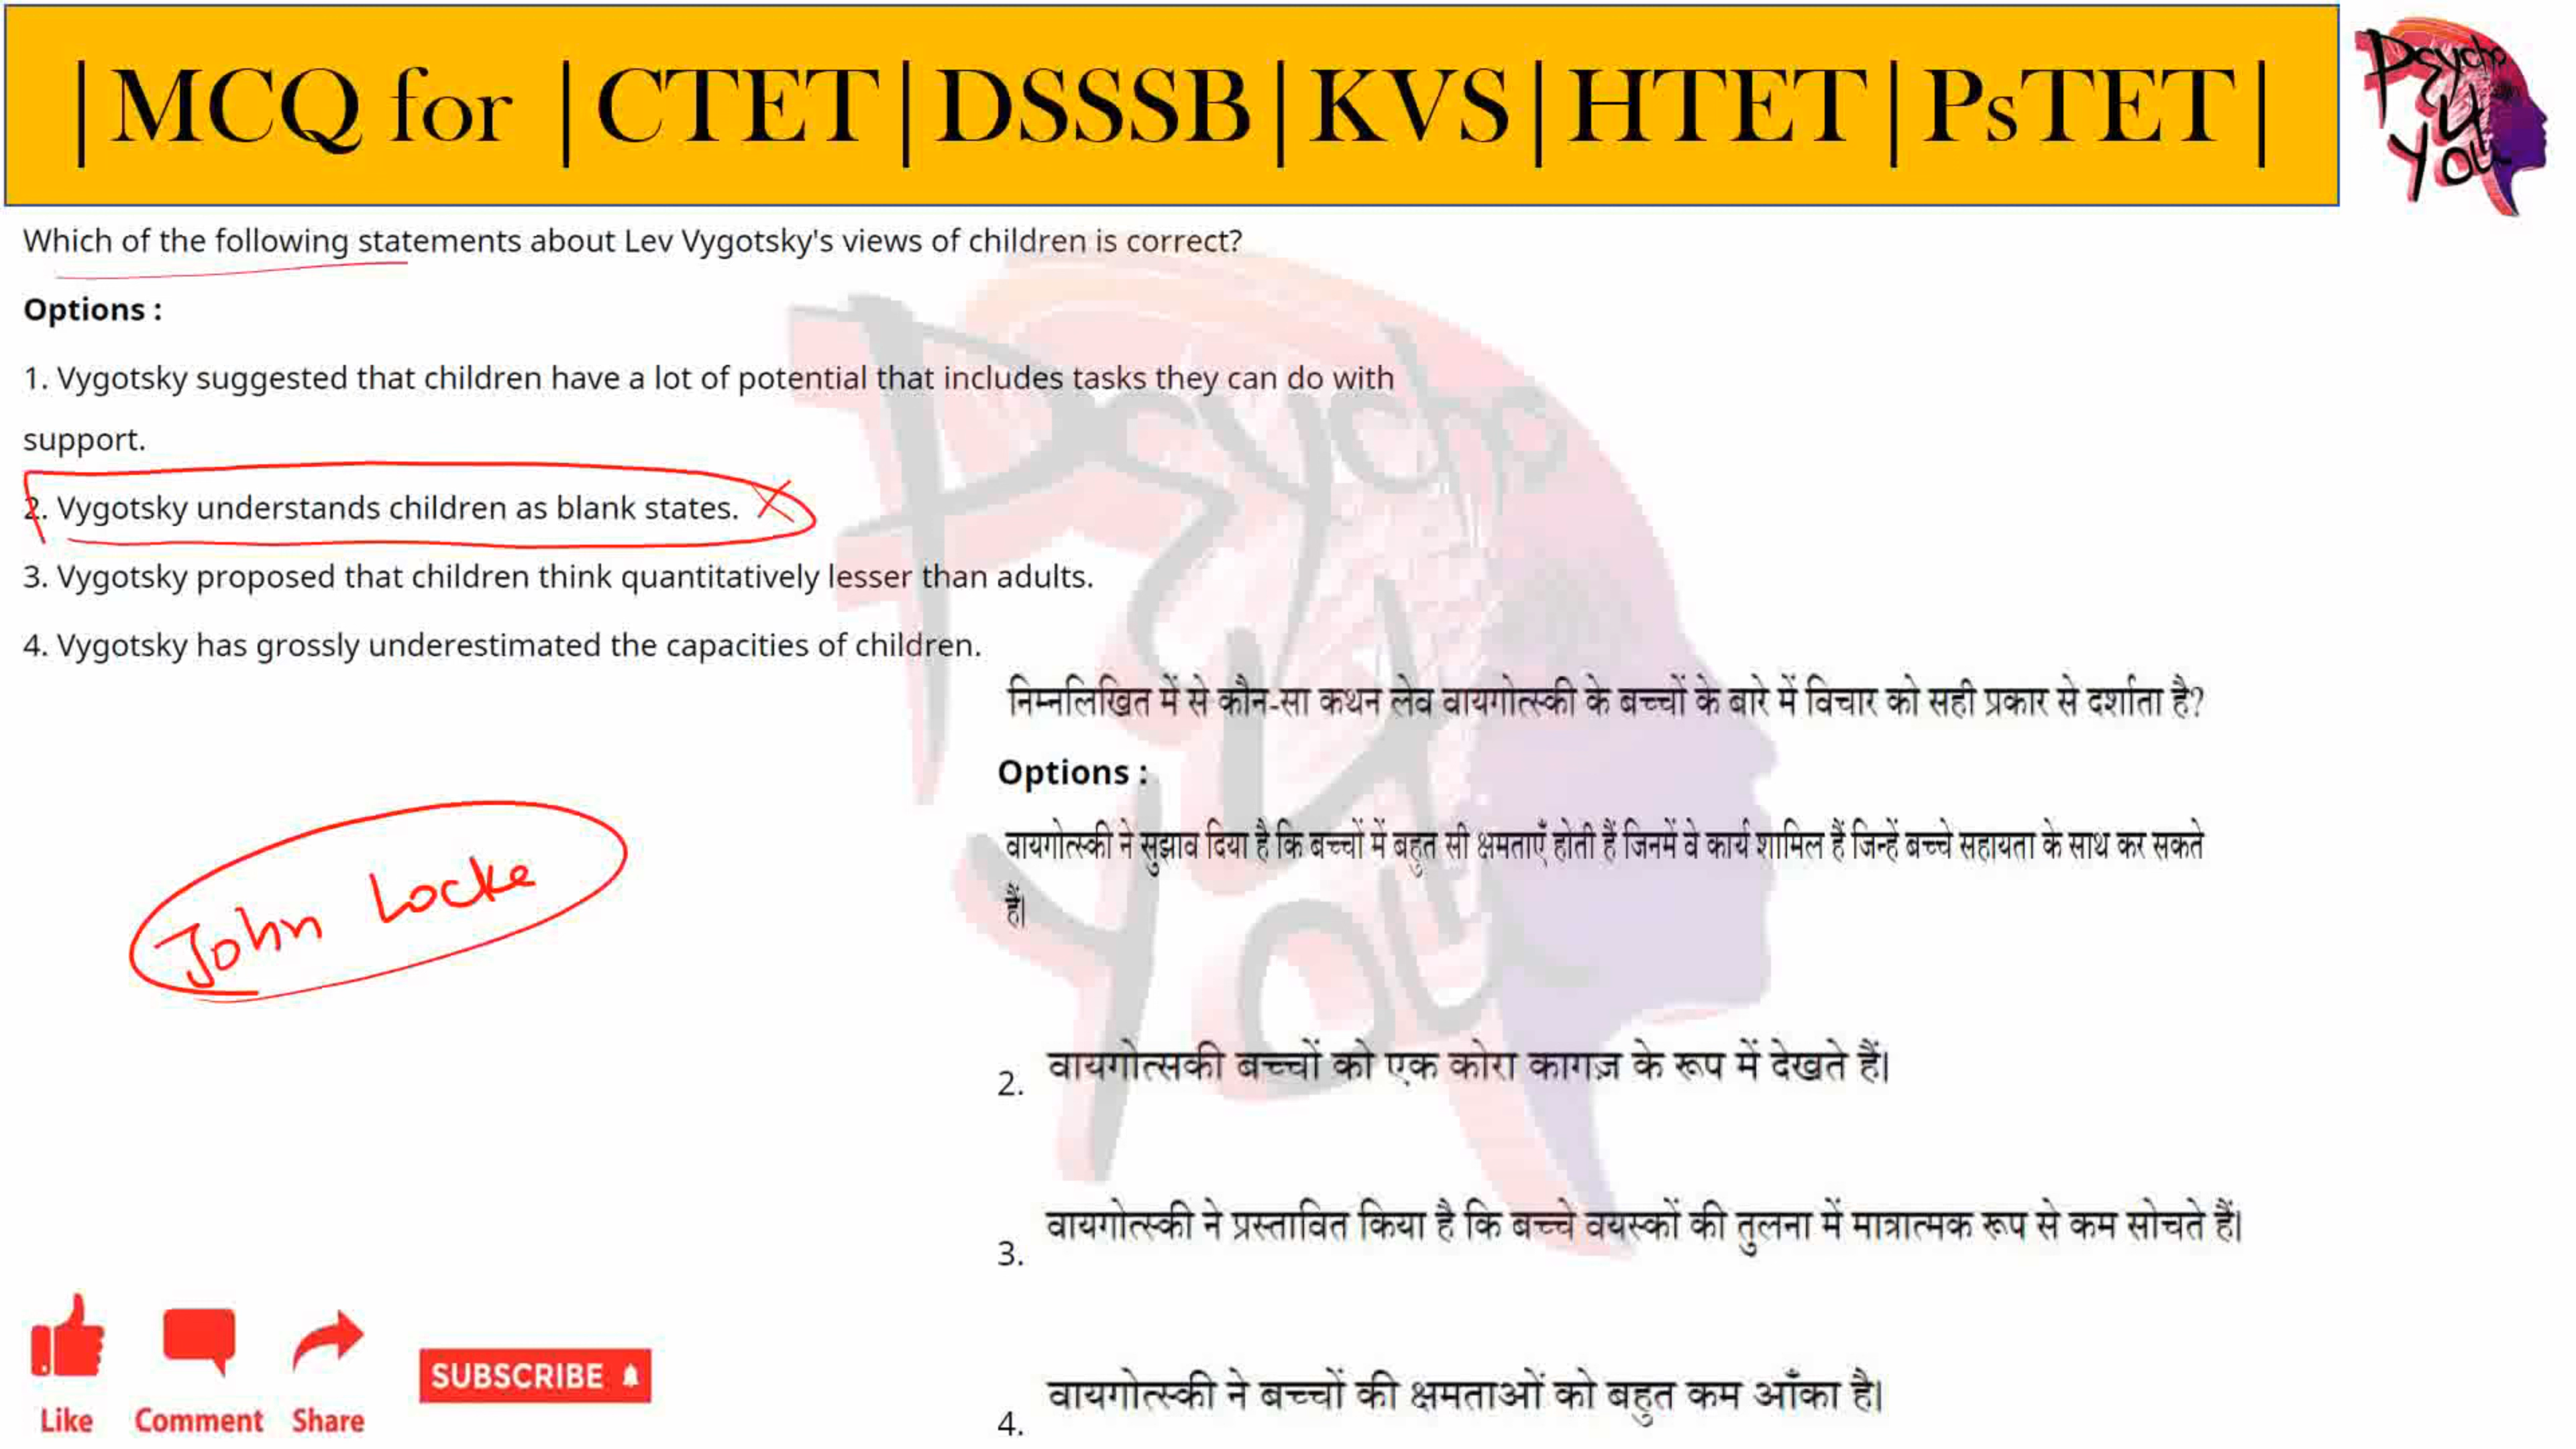 |MCQ for |CTET|DSSSB|KVS|HTET|PsTET|
Psycho
4
You
Which of the following statements about Lev Vygotsky's views of children is correct?
Options :
1. Vygotsky suggested that children have a lot of potential that includes tasks they can do with
support.
2. Vygotsky understands children as blank states.
3. Vygotsky proposed that children think quantitatively lesser than adults.
4. Vygotsky has grossly underestimated the capacities of children.
निम्नलिखित में से कौन-सा कथन लेव वायगोत्स्की के बच्चों के बारे में विचार को सही प्रकार से दर्शाता है?
Options :
वायगोत्स्की ने सुझाव दिया है कि बच्चों में बहुत सी क्षमताएँ होती हैं जिनमें वे कार्य शामिल हैं जिन्हें बच्चे सहायता के साथ कर सकते
हैं।
John Locke
2. वायगोत्सकी बच्चों को एक कोरा कागज़ के रूप में देखते हैं।
3. वायगोत्स्की ने प्रस्तावित किया है कि बच्चे वयस्कों की तुलना में मात्रात्मक रूप से कम सोचते हैं।
4. वायगोत्स्की ने बच्चों की क्षमताओं को बहुत कम आँका है।
SUBSCRIBE
Like Comment Share